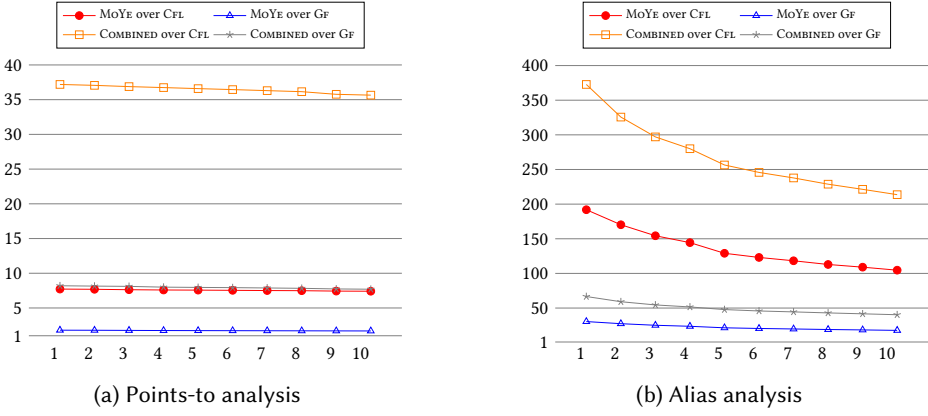 MoYe over Cfl MoYe over Gf
Combined over Cfl Combined over Gf
40
35
30
25
20
15
10
5
1
1 2 3 4 5 6 7 8 9 10
(a) Points-to analysis
MoYe over Cfl MoYe over Gf
Combined over Cfl Combined over Gf
400
350
300
250
200
150
100
50
1
1 2 3 4 5 6 7 8 9 10
(b) Alias analysis